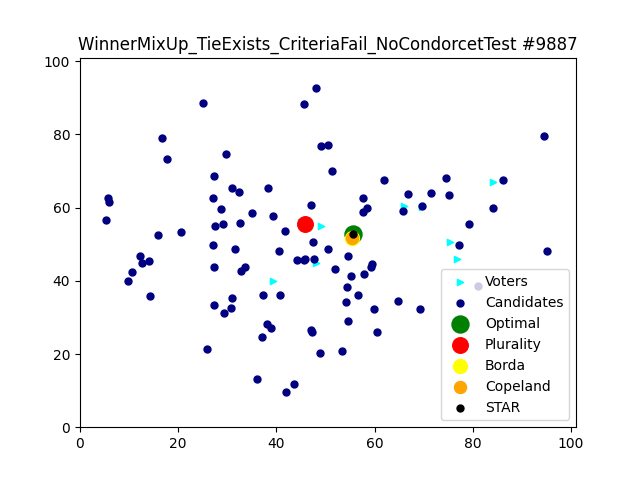 WinnerMixUp_TieExists_CriteriaFail_NoCondorcetTest #9887
100
80
60
40
20
0
0 20 40 60 80 100
Voters
Candidates
Optimal
Plurality
Borda
Copeland
STAR